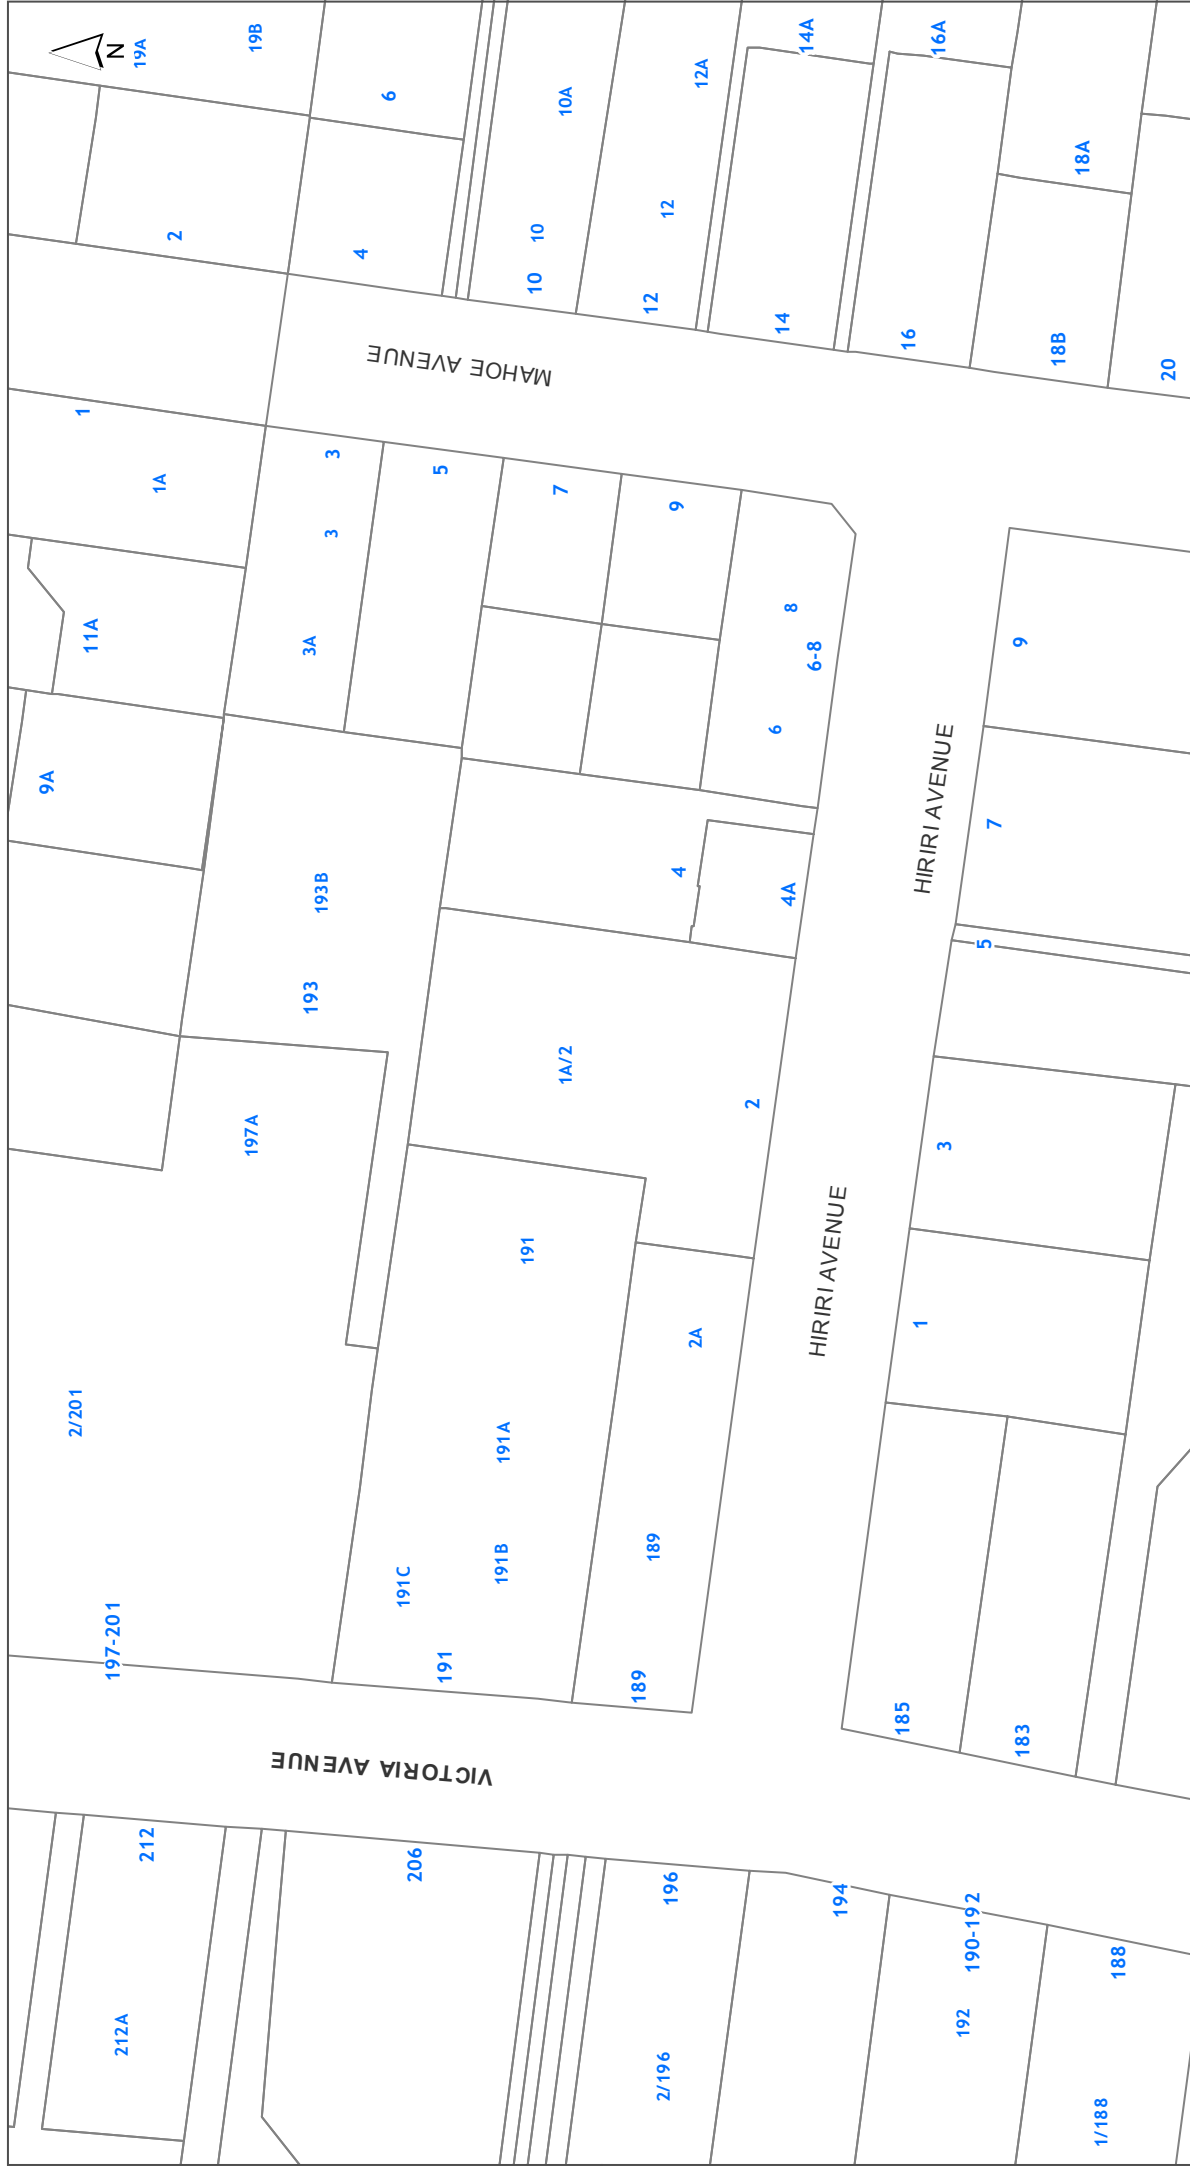 N
19A
19B
6
2
4
10A
10
10
12A
12
12
14A
14
16A
16
18A
18B
20
MAHOE AVENUE
1
1A
11A
9A
3
3
3A
5
7
9
8
6-8
6
4
4A
193B
193
197A
1A/2
2
191
2A
2/201
191A
191B
191C
191
189
189
197-201
HIRIRI AVENUE
HIRIRI AVENUE
9
7
5
3
1
185
183
VICTORIA AVENUE
212
212A
206
196
2/196
194
190-192
192
188
1/188